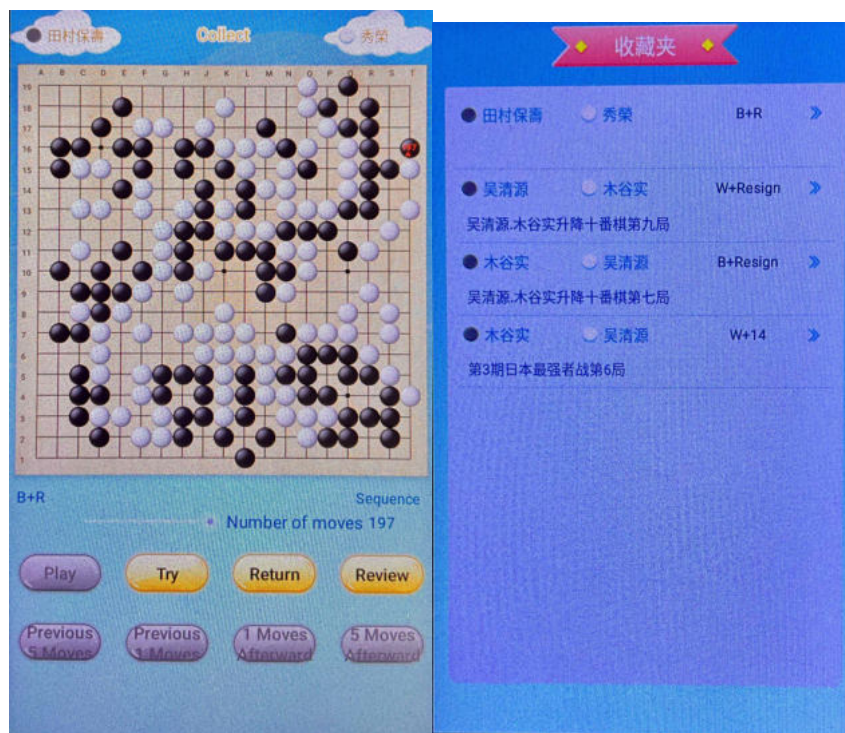 田村保壽
Collect
秀榮
A B C D E F G H J K L M N O P Q R S T
19
18
17
16
15
14
13
12
11
10
9
8
7
6
5
4
3
2
1
197
B+R
Sequence
Number of moves 197
Play
Try
Return
Review
Previous
5 Moves
Previous
1 Moves
1 Moves
Afterward
5 Moves
Afterward
收藏夹
田村保壽 秀榮 B+R
吴清源 木谷实 W+Resign
吴清源.木谷实升降十番棋第九局
木谷实 吴清源 B+Resign
吴清源.木谷实升降十番棋第七局
木谷实 吴清源 W+14
第3期日本最强者战第6局